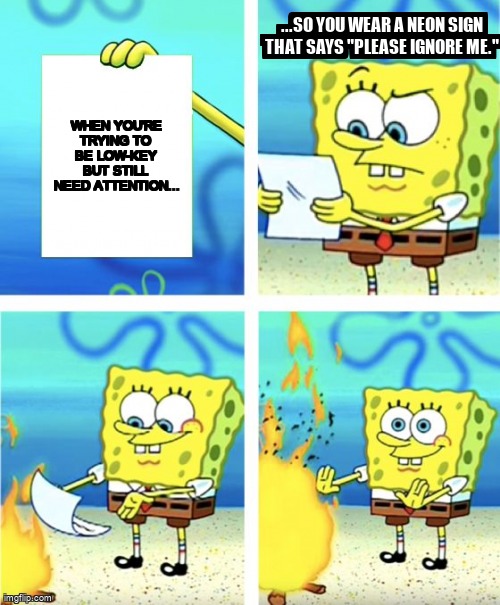 WHEN YOU'RE
TRYING TO
BE LOW-KEY
BUT STILL
NEED ATTENTION...
...SO YOU WEAR A NEON SIGN
THAT SAYS "PLEASE IGNORE ME."
imgflip.com